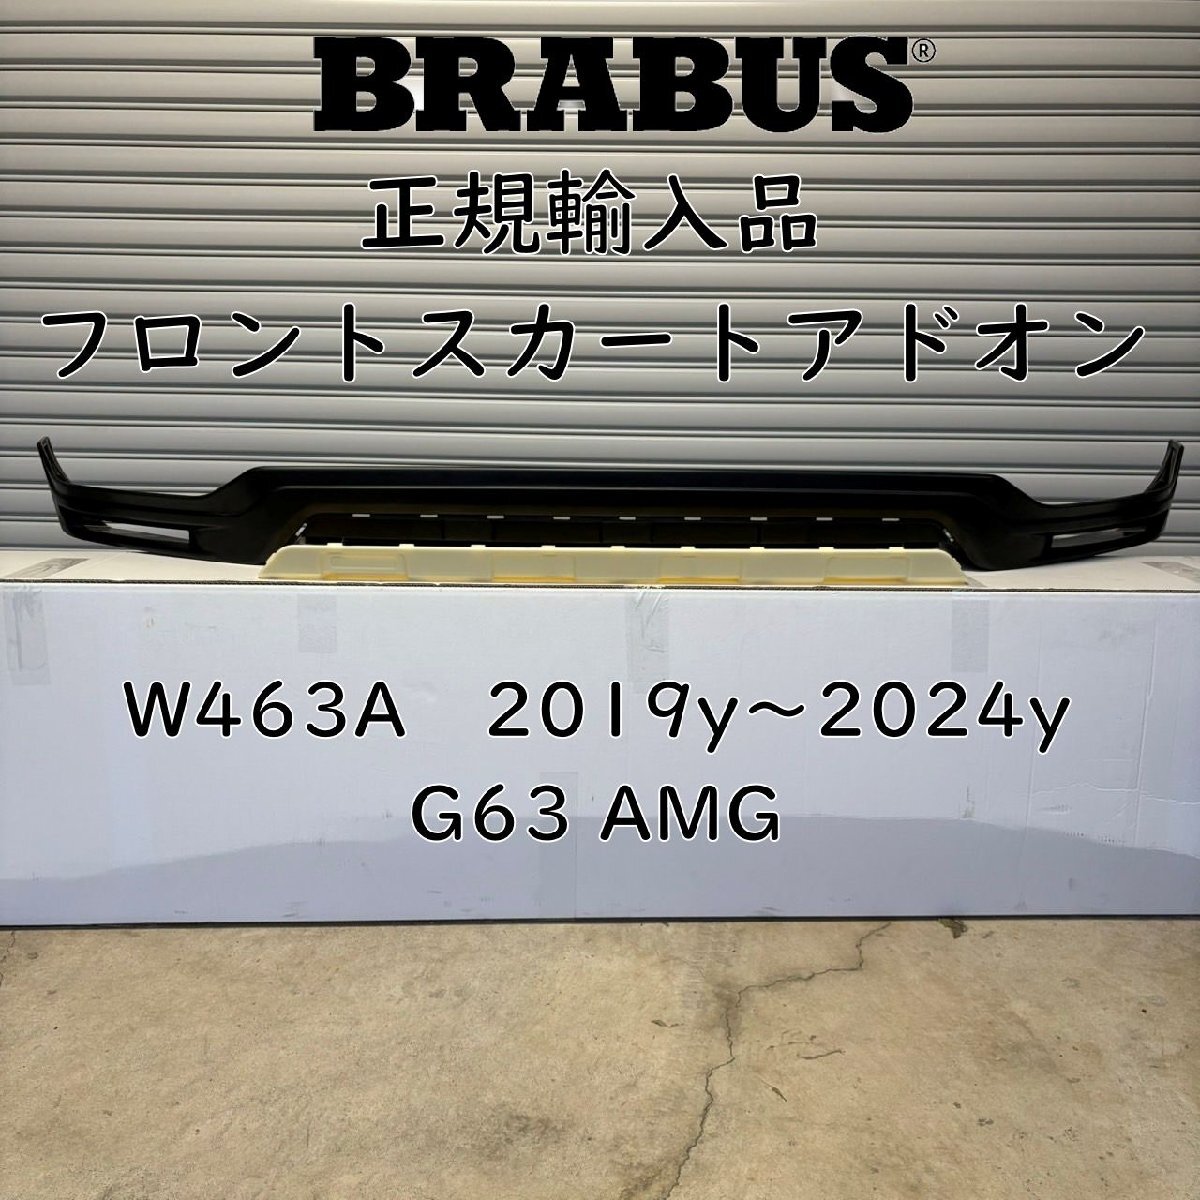 BRABUS®
正規輸入品
フロントスカートアドオン
W463A　2019y～2024y
G63 AMG